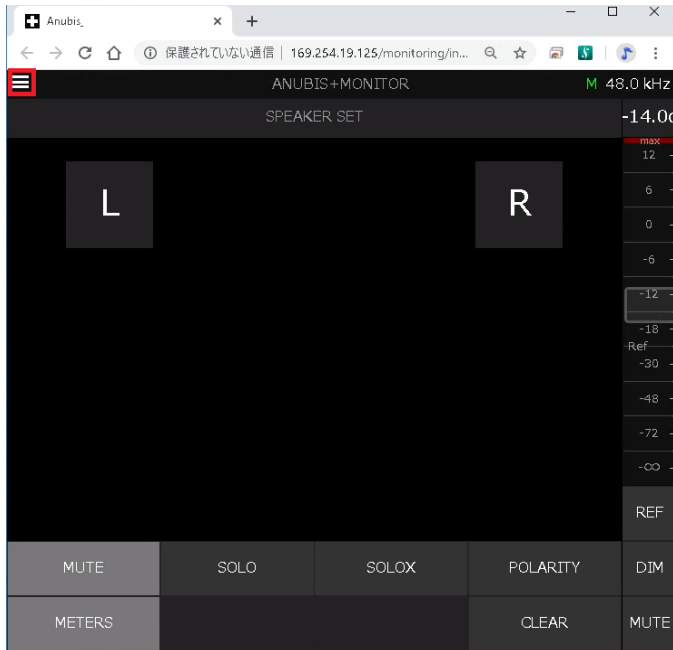 Anubis_
保護されていない通信 | 169.254.19.125/monitoring/in...
ANUBIS+MONITOR
M 48.0 kHz
SPEAKER SET
-14.0
max
12
L
R
6
0
-6
-12
-18
Ref
-30
-48
-72
-∞
REF
MUTE
SOLO
SOLOX
POLARITY
DIM
METERS
CLEAR
MUTE